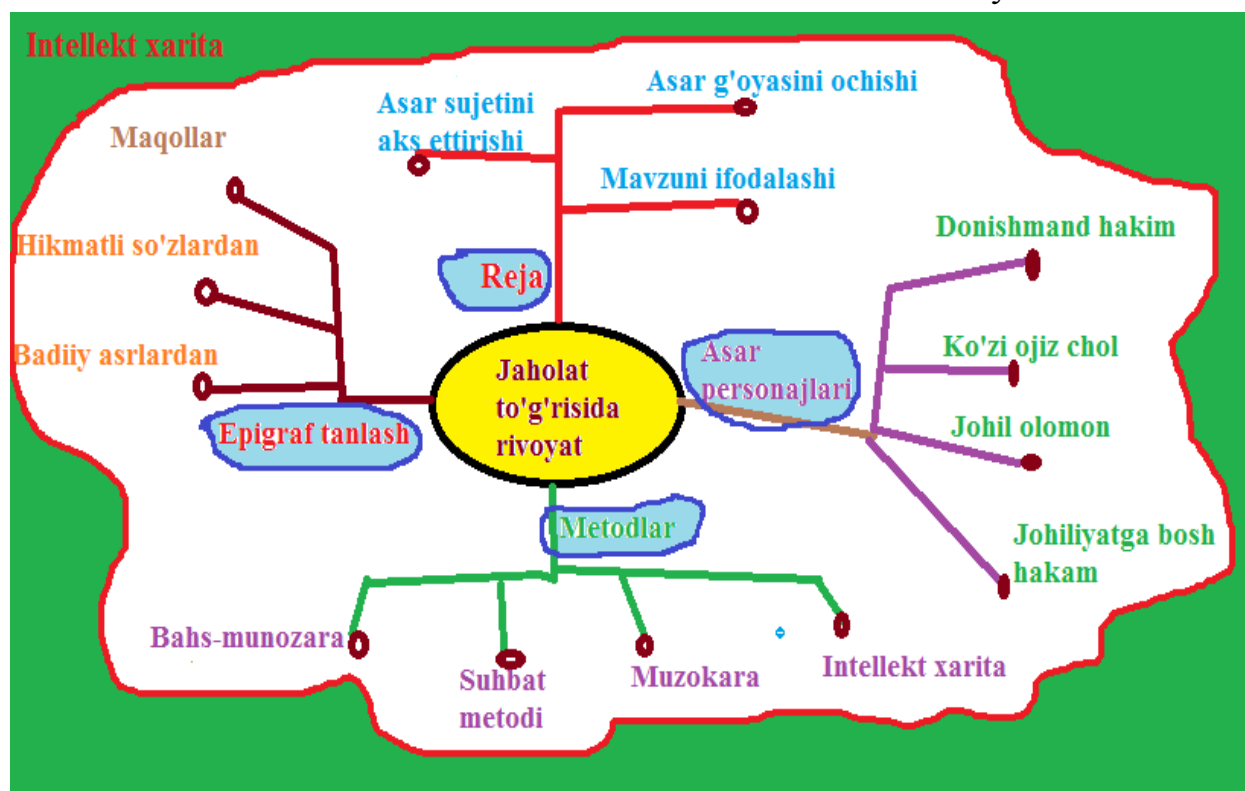 Intellekt xarita
Asar g'oyasini ochishi
Asar sujetini
aks ettirishi
Maqollar
Mavzuni ifodalashi
Donishmand hakim
Hikmatli so'zlardan
Reja
Ko'zi ojiz chol
Badiiy asrlardan
Asar
personajlari
Jaholat
to'g'risida
rivoyat
Epigraf tanlash
Johil olomon
Metodlar
Johiliyatga bosh
hakam
Bahs-munozara
Suhbat
metodi
Muzokara
Intellekt xarita